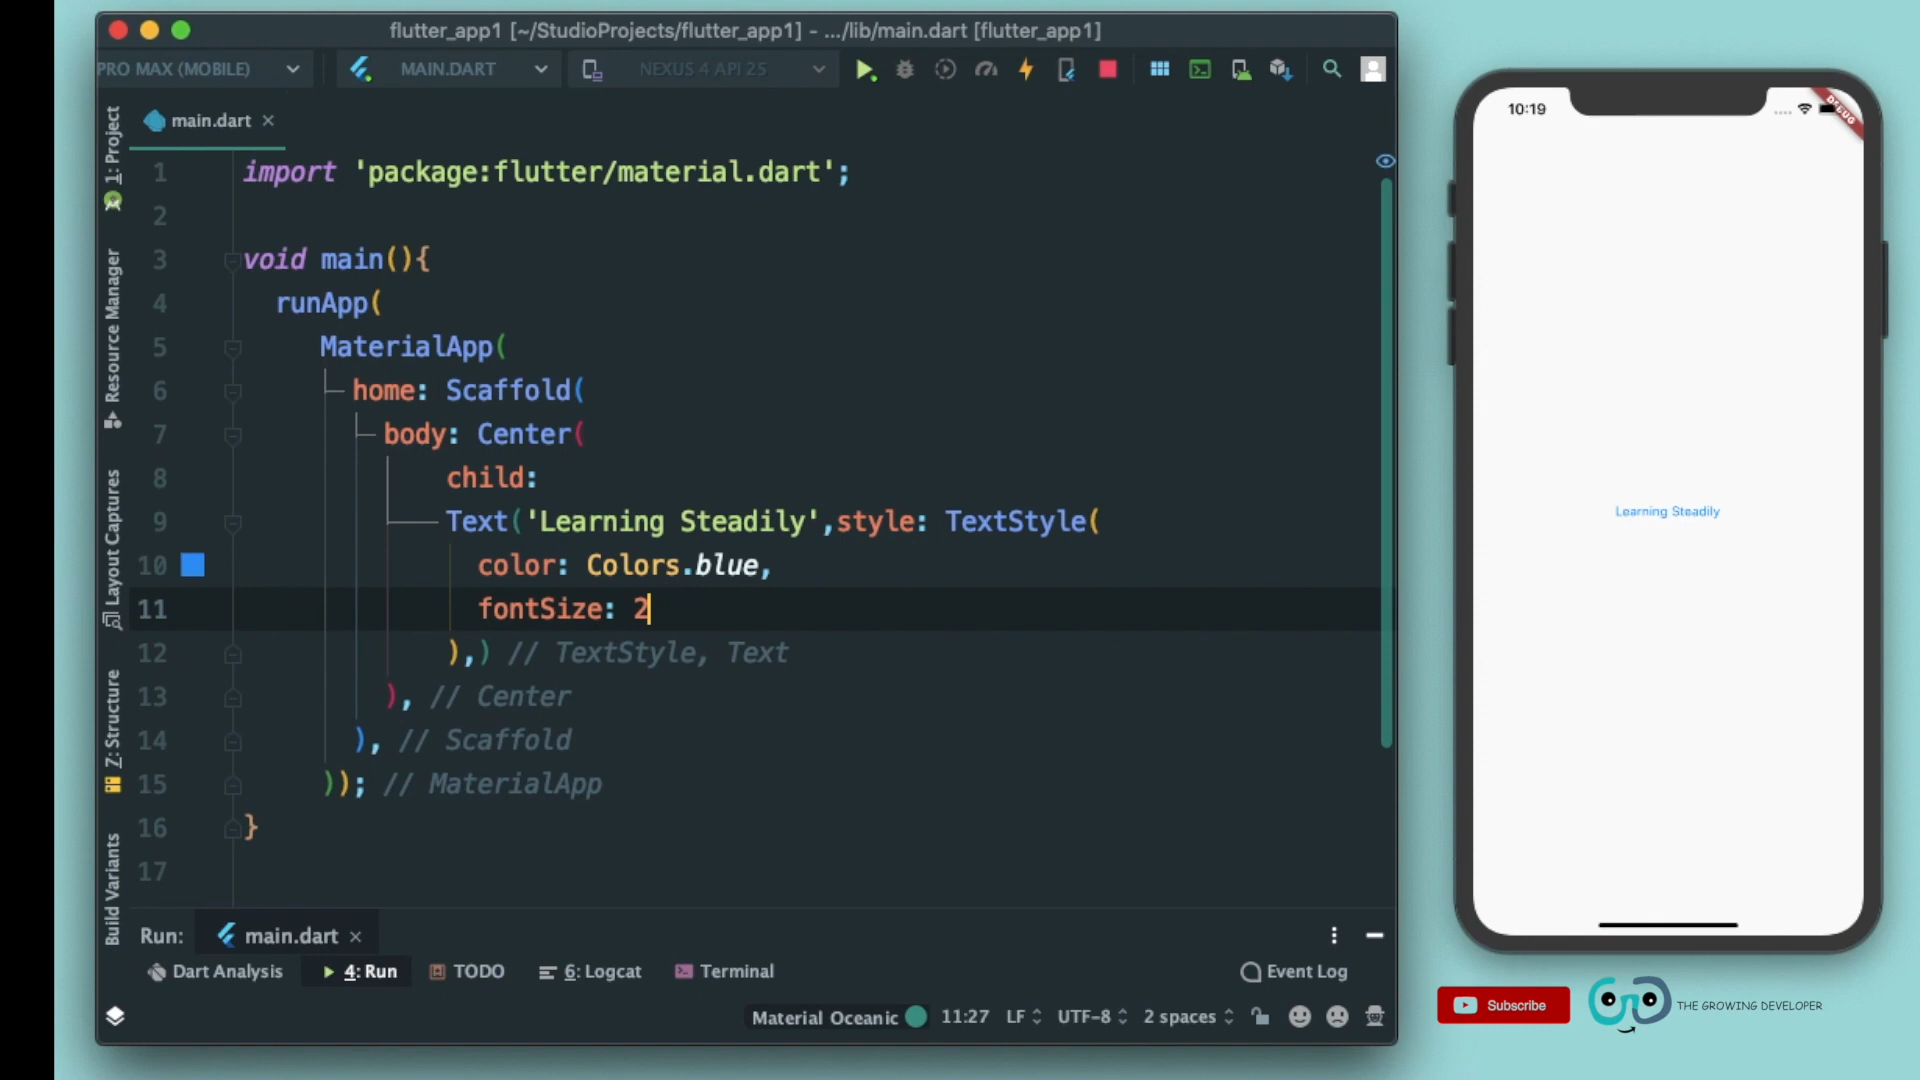 flutter_app1 [~/StudioProjects/flutter_app1] - .../lib/main.dart [flutter_app1]
PRO MAX (MOBILE)
MAIN.DART
NEXUS 4 API 25
main.dart
1: Project
Resource Manager
Layout Captures
Z: Structure
Build Variants
1 import 'package:flutter/material.dart';
2
3 void main(){
4 runApp(
5 MaterialApp(
6 home: Scaffold(
7 body: Center(
8 child:
9 Text('Learning Steadily',style: TextStyle(
10 color: Colors.blue,
11 fontSize: 2
12 ),) // TextStyle, Text
13 ), // Center
14 ), // Scaffold
15 )); // MaterialApp
16 }
17
Run: main.dart
Dart Analysis
4: Run
TODO
6: Logcat
Terminal
Event Log
Material Oceanic
11:27
LF
UTF-8
2 spaces
10:19
DEBUG
Learning Steadily
Subscribe
THE GROWING DEVELOPER